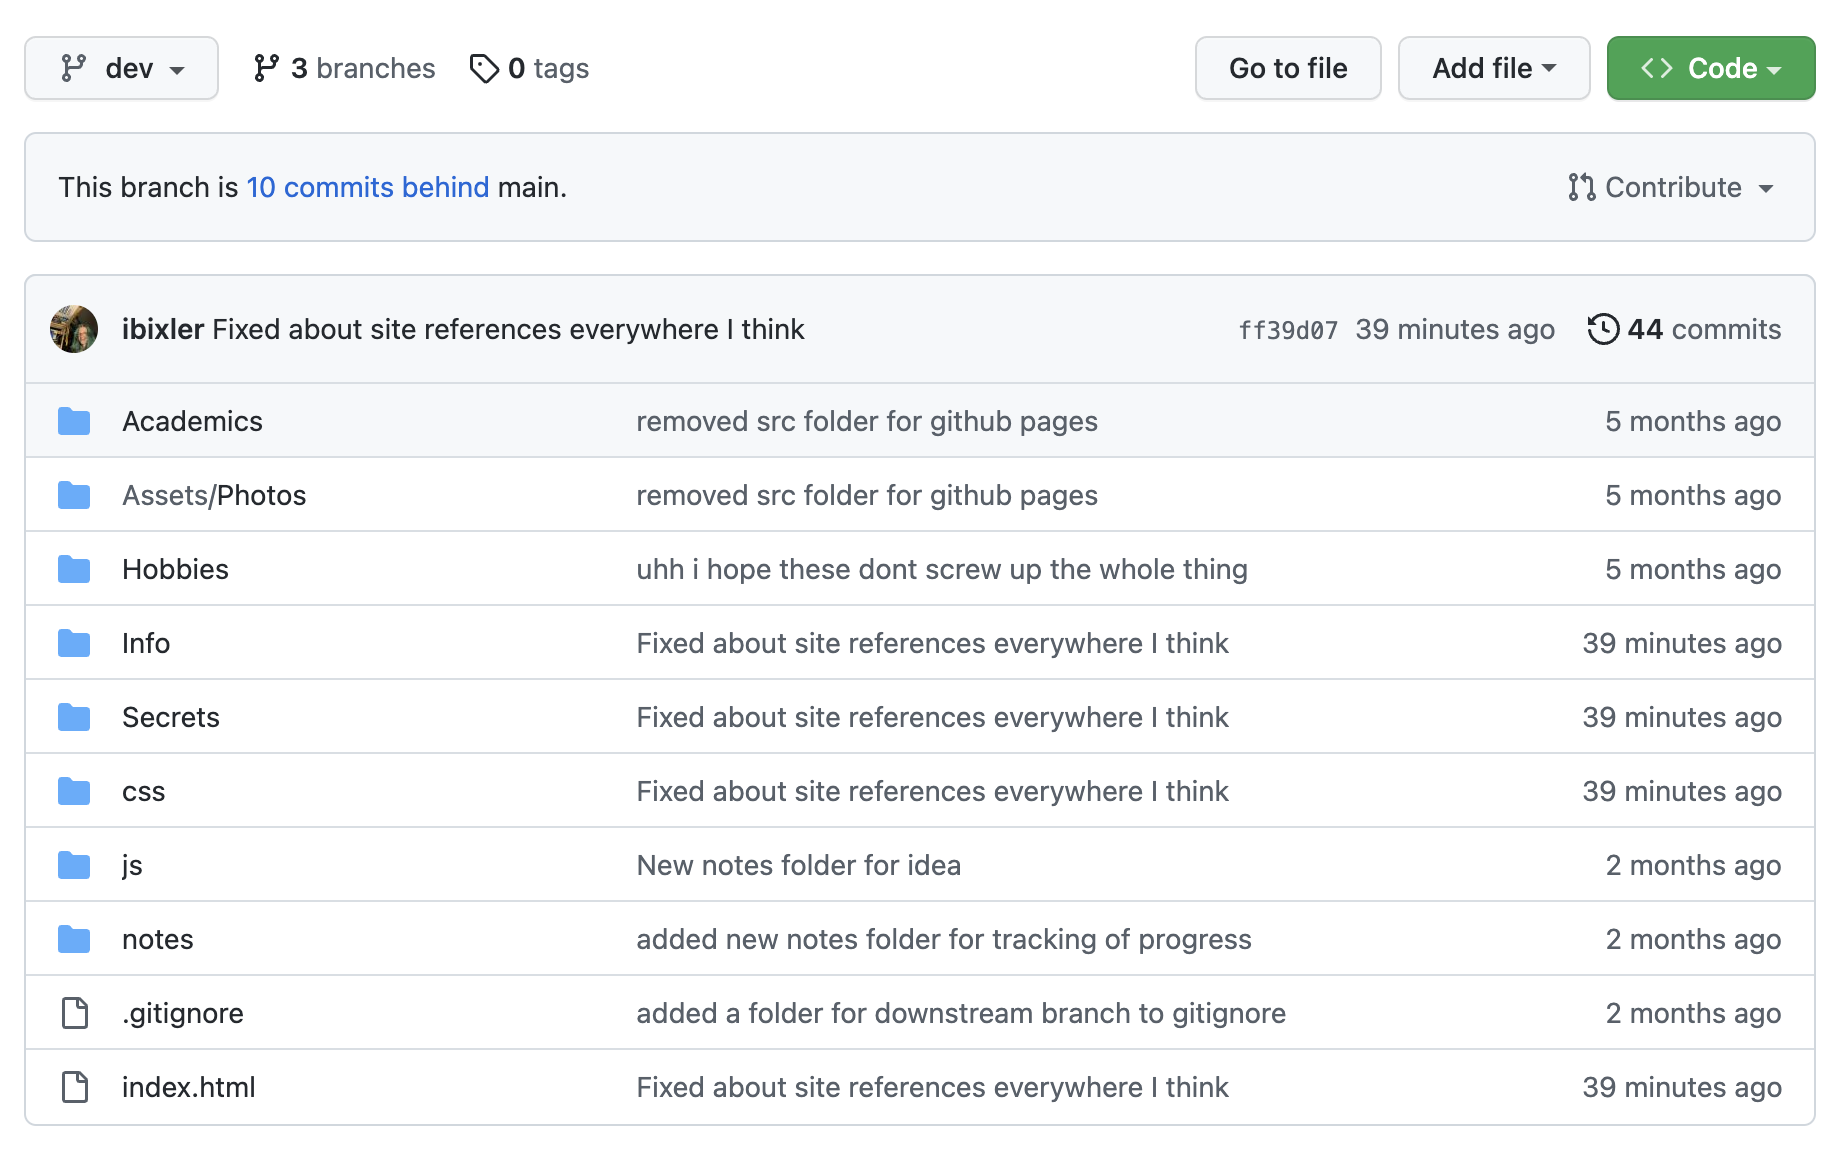 dev 3 branches 0 tags Go to file Add file Code
This branch is 10 commits behind main. Contribute
ibixler Fixed about site references everywhere I think ff39d07 39 minutes ago 44 commits
Academics removed src folder for github pages 5 months ago
Assets/Photos removed src folder for github pages 5 months ago
Hobbies uhh i hope these dont screw up the whole thing 5 months ago
Info Fixed about site references everywhere I think 39 minutes ago
Secrets Fixed about site references everywhere I think 39 minutes ago
css Fixed about site references everywhere I think 39 minutes ago
js New notes folder for idea 2 months ago
notes added new notes folder for tracking of progress 2 months ago
.gitignore added a folder for downstream branch to gitignore 2 months ago
index.html Fixed about site references everywhere I think 39 minutes ago